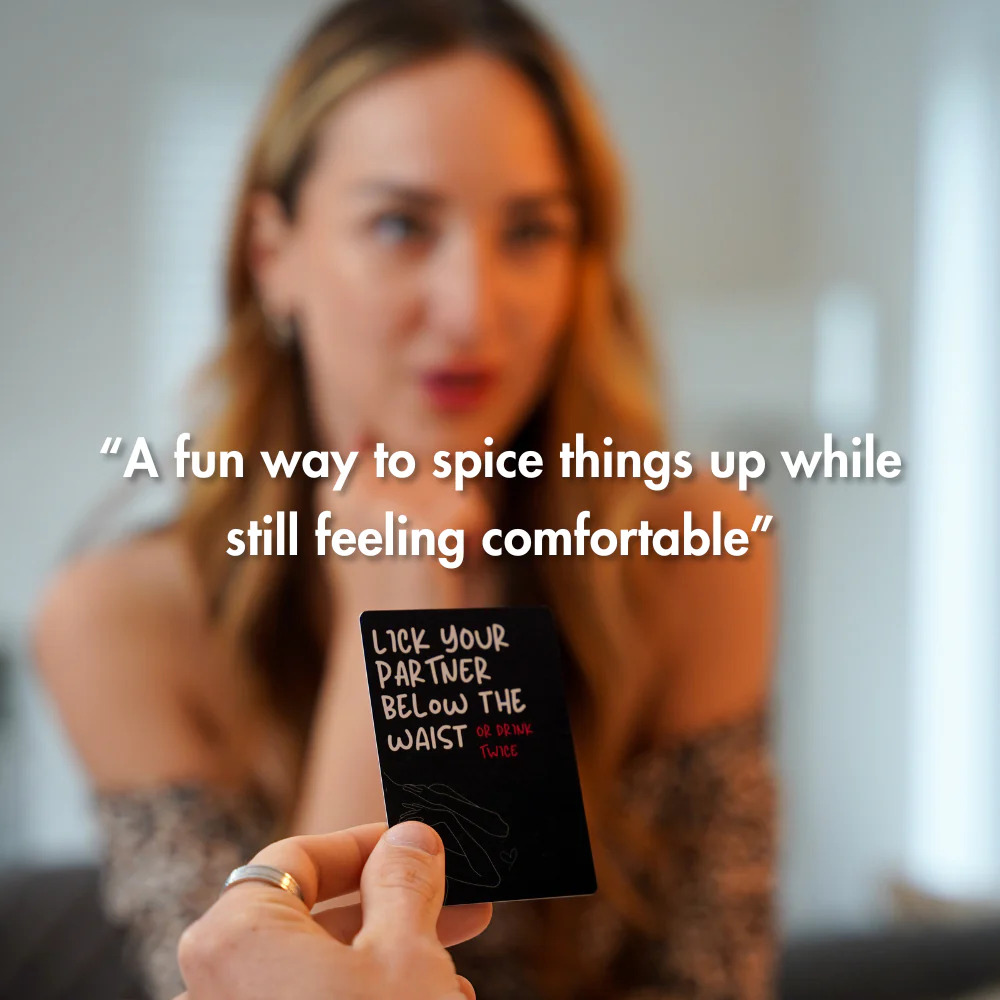 “A fun way to spice things up while
still feeling comfortable”
LICK YOUR
PARTNER
BELOW THE
WAIST OR DRINK
TWICE